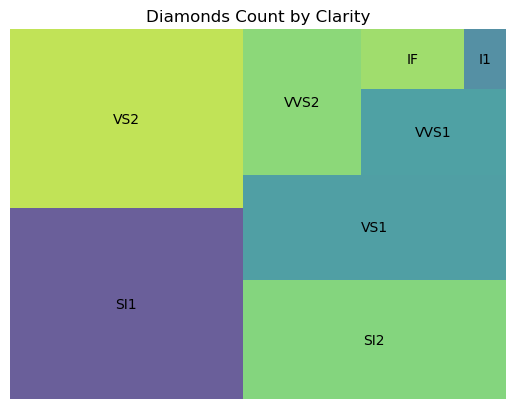 Diamonds Count by Clarity
IF
I1
VVS2
VS2
VVS1
VS1
SI1
SI2